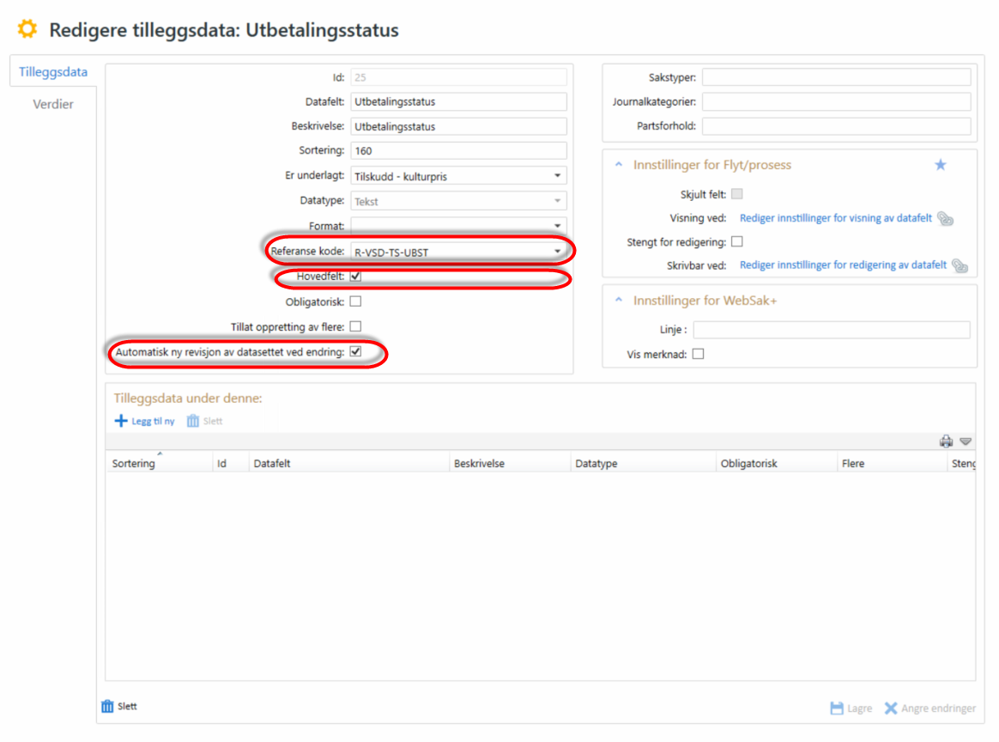 Redigere tilleggsdata: Utbetalingsstatus
Tilleggsdata
Verdier
Id: 25
Datafelt: Utbetalingsstatus
Beskrivelse: Utbetalingsstatus
Sortering: 160
Er underlagt: Tilskudd - kulturpris
Datatype: Tekst
Format:
Referanse kode: R-VSD-TS-UBST
Hovedfelt:
Obligatorisk:
Tillat oppretting av flere:
Automatisk ny revisjon av datasettet ved endring:
Sakstyper:
Journalkategorier:
Partsforhold:
Innstillinger for Flyt/prosess
Skjult felt:
Visning ved: Rediger innstillinger for visning av datafelt
Stengt for redigering:
Skrivbar ved: Rediger innstillinger for redigering av datafelt
Innstillinger for WebSak+
Linje :
Vis merknad:
Tilleggsdata under denne:
Legg til ny Slett
Sortering Id Datafelt Beskrivelse Datatype Obligatorisk Flere Steng
Slett
Lagre Angre endringer